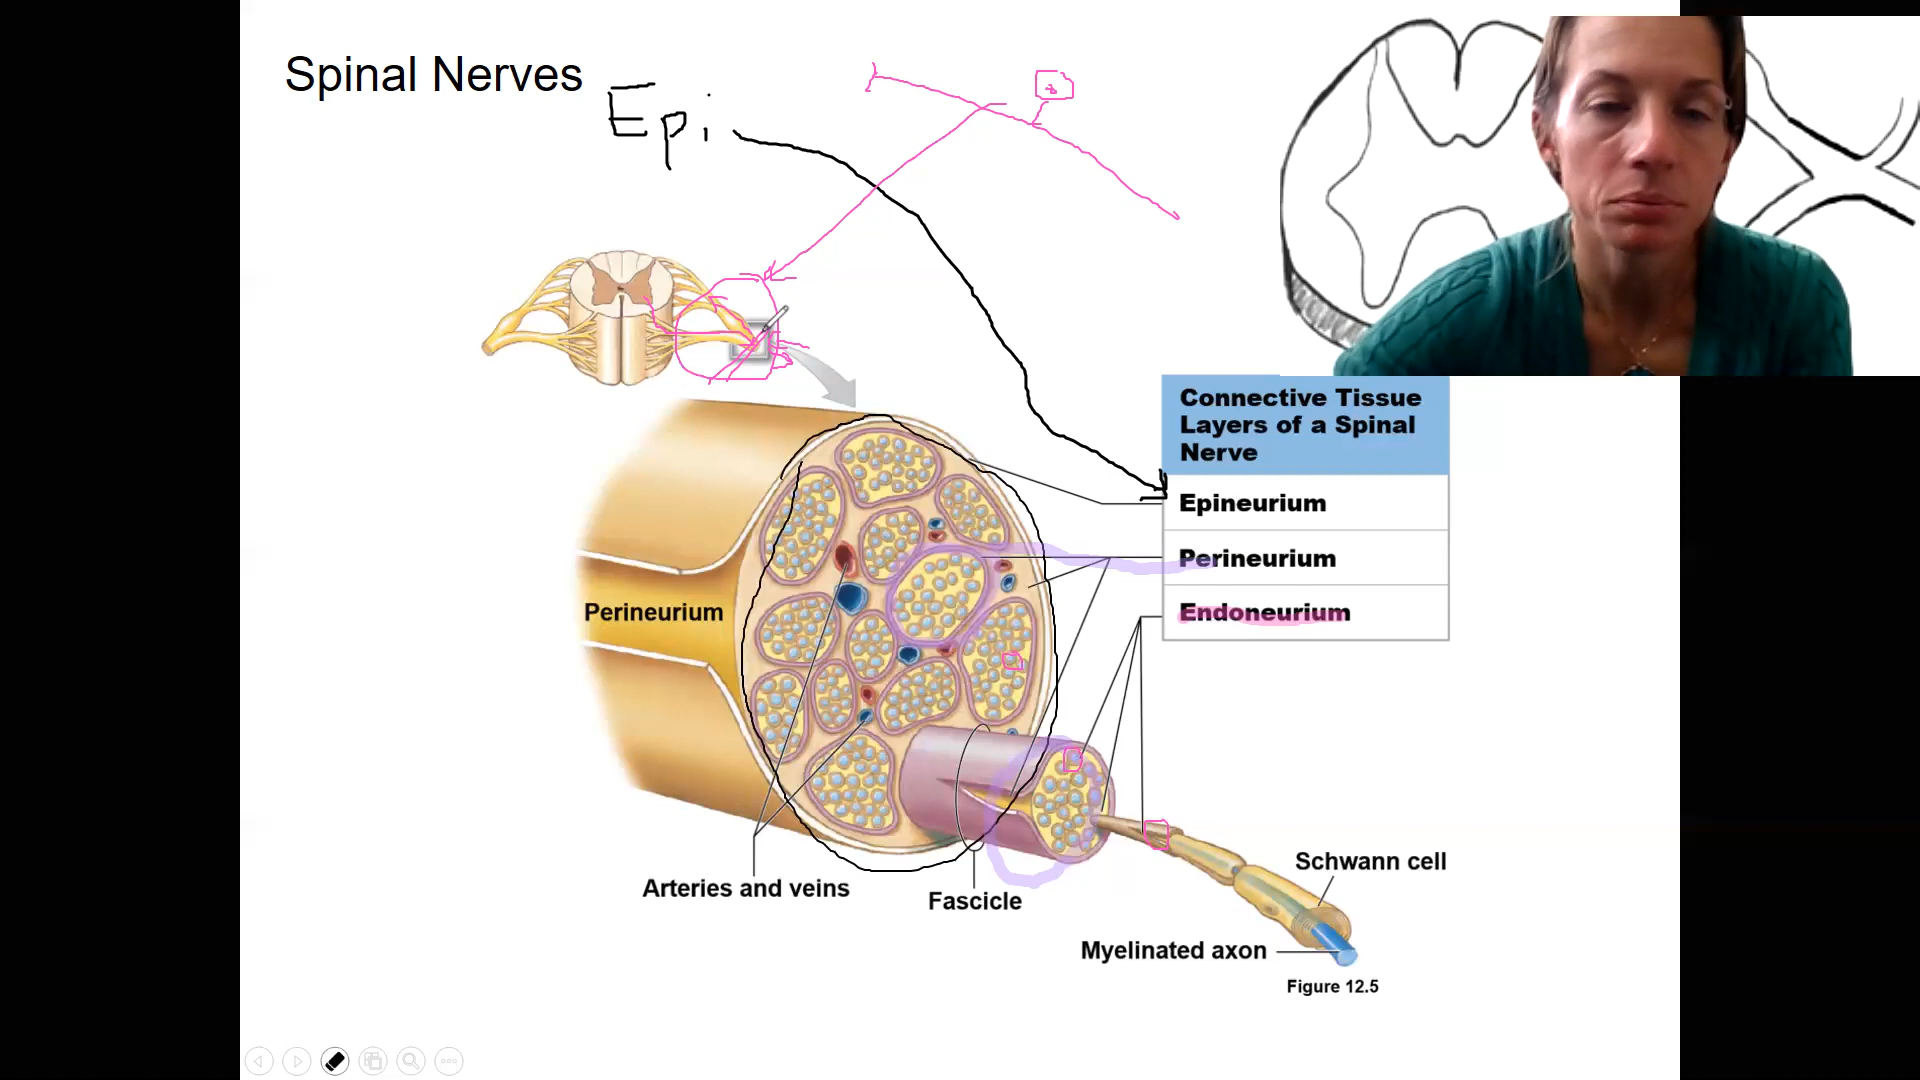 Spinal Nerves
Epi
Connective Tissue
Layers of a Spinal
Nerve
Epineurium
Perineurium
Endoneurium
Perineurium
Arteries and veins
Fascicle
Schwann cell
Myelinated axon
Figure 12.5